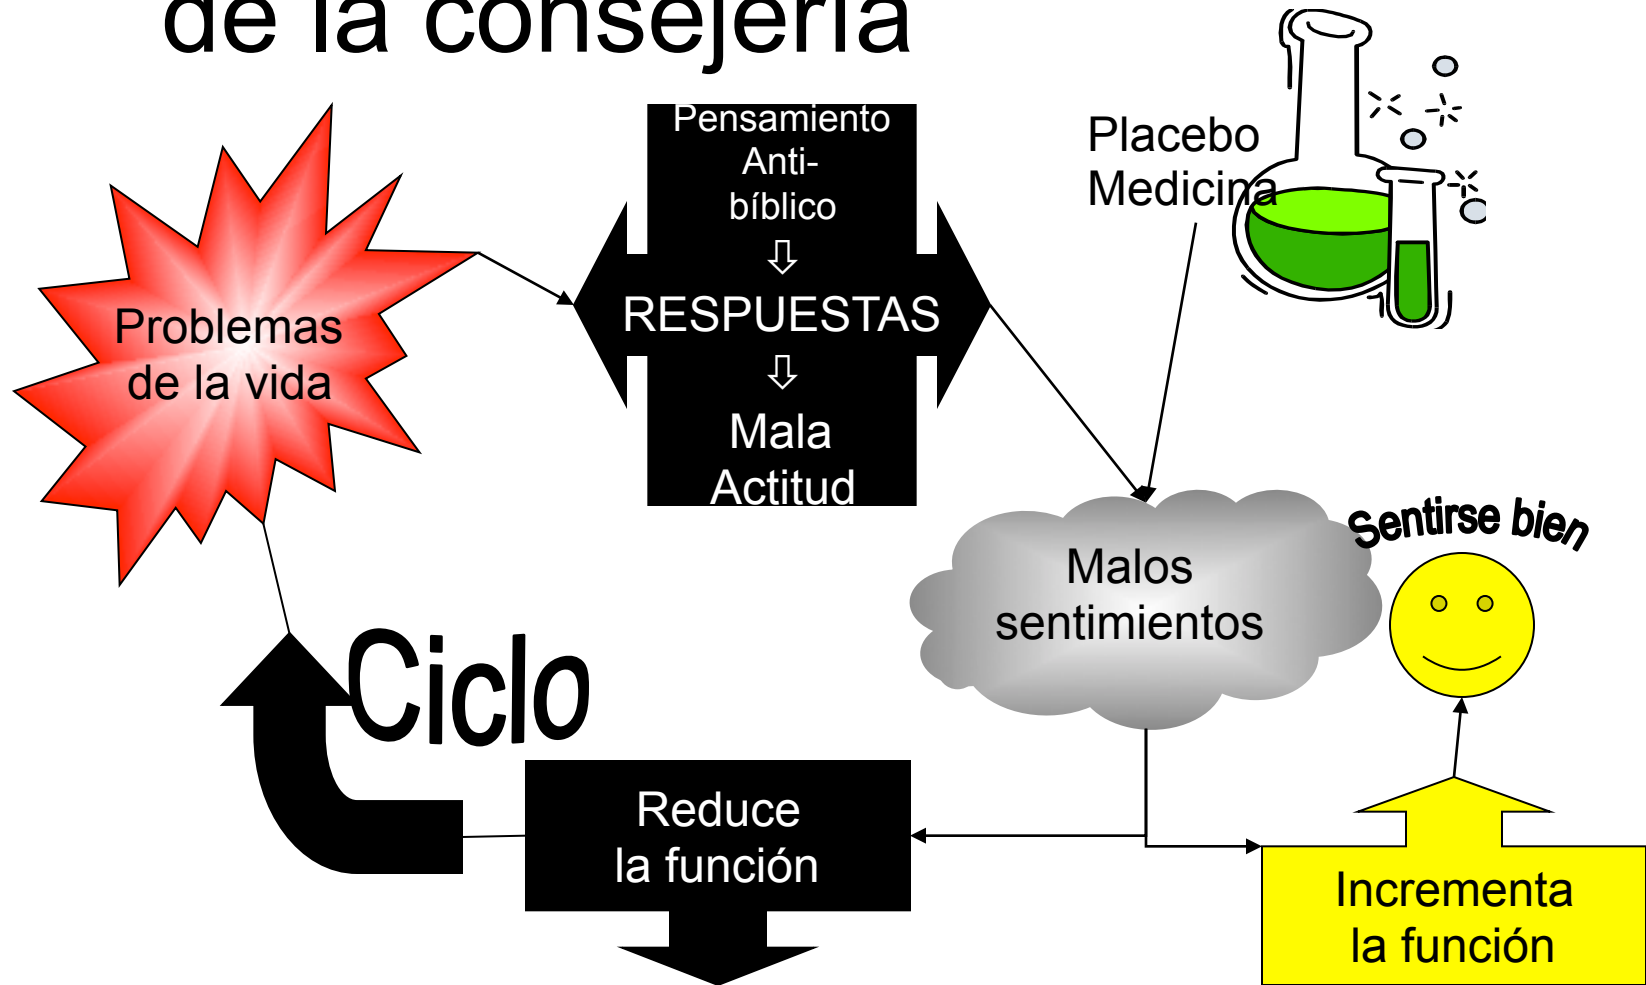 de la consejería
Pensamiento
Anti-
bíblico
⇩
RESPUESTAS
⇩
Mala
Actitud
Placebo
Medicina
Problemas
de la vida
Malos
sentimientos
Sentirse bien
Ciclo
Reduce
la función
Incrementa
la función